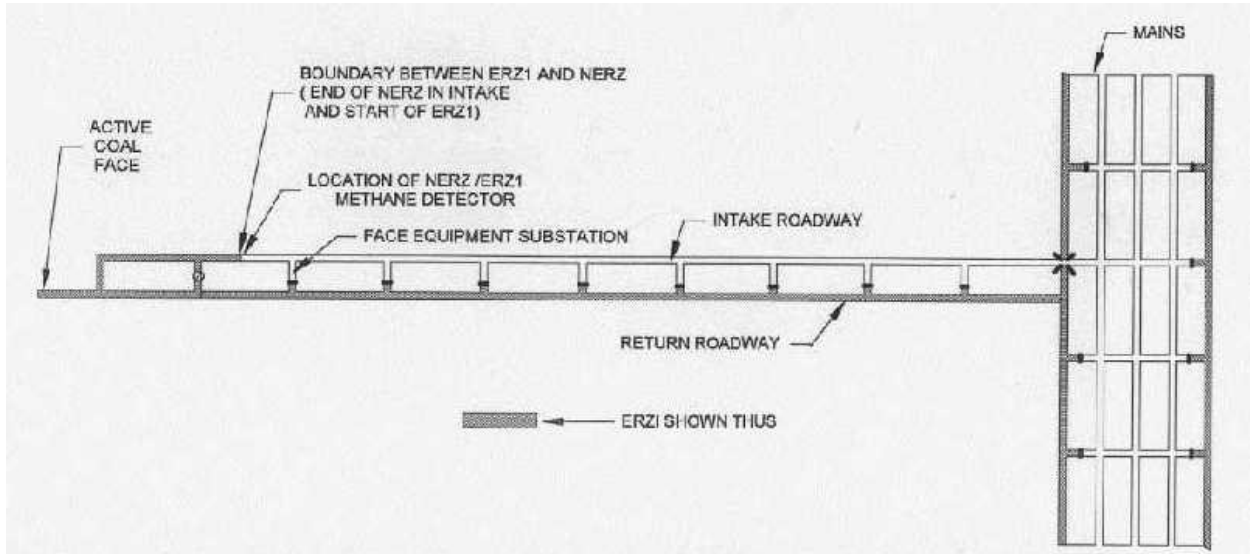 MAINS
BOUNDARY BETWEEN ERZ1 AND NERZ
( END OF NERZ IN INTAKE
AND START OF ERZ1)
ACTIVE
COAL
FACE
LOCATION OF NERZ /ERZ1
METHANE DETECTOR
INTAKE ROADWAY
FACE EQUIPMENT SUBSTATION
RETURN ROADWAY
ERZI SHOWN THUS